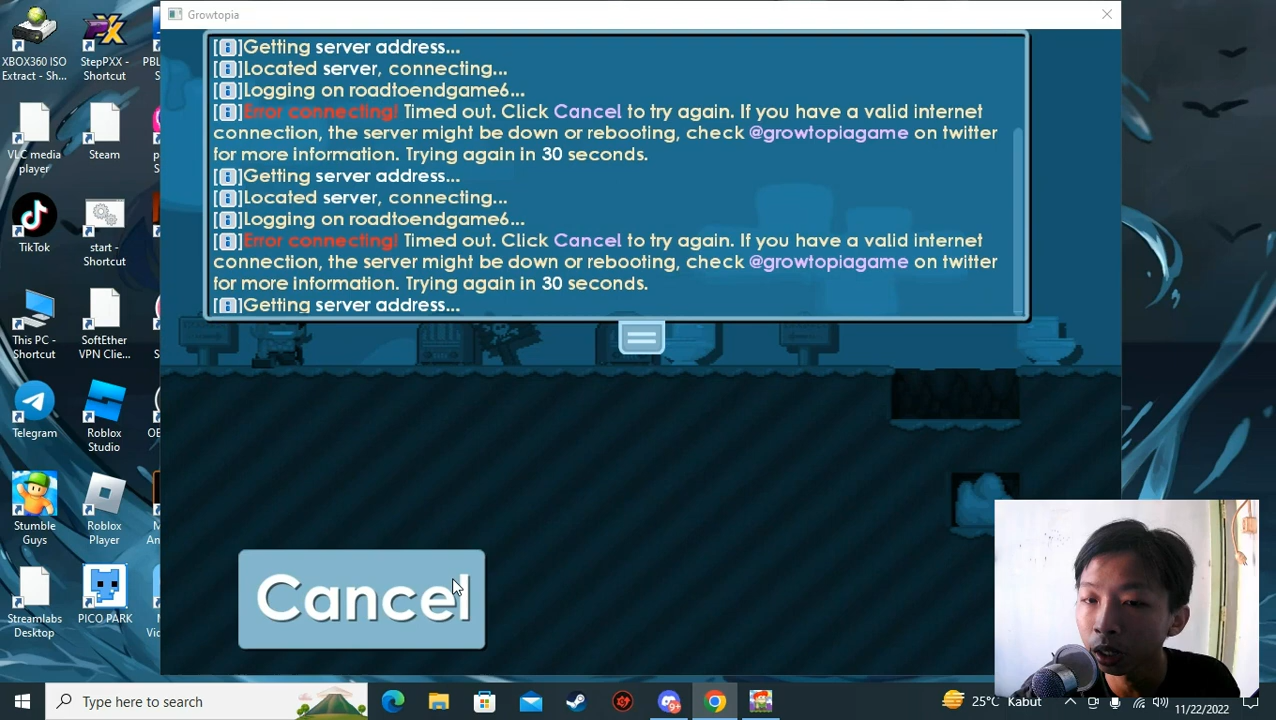 Growtopia
[i]Getting server address...
[i]Located server, connecting...
[i]Logging on roadtoendgame6...
[i]Error connecting! Timed out. Click Cancel to try again. If you have a valid internet
connection, the server might be down or rebooting, check @growtopiagame on twitter
for more information. Trying again in 30 seconds.
[i]Getting server address...
[i]Located server, connecting...
[i]Logging on roadtoendgame6...
[i]Error connecting! Timed out. Click Cancel to try again. If you have a valid internet
connection, the server might be down or rebooting, check @growtopiagame on twitter
for more information. Trying again in 30 seconds.
[i]Getting server address...
Cancel
XBOX360 ISO
Extract - Sh...
StepPXX -
Shortcut
PBL
VLC media
player
Steam
TikTok
start -
Shortcut
This PC -
Shortcut
SoftEther
VPN Clie...
Telegram
Roblox
Studio
Stumble
Guys
Roblox
Player
Streamlabs
Desktop
PICO PARK
Type here to search
25°C Kabut
11/22/2022